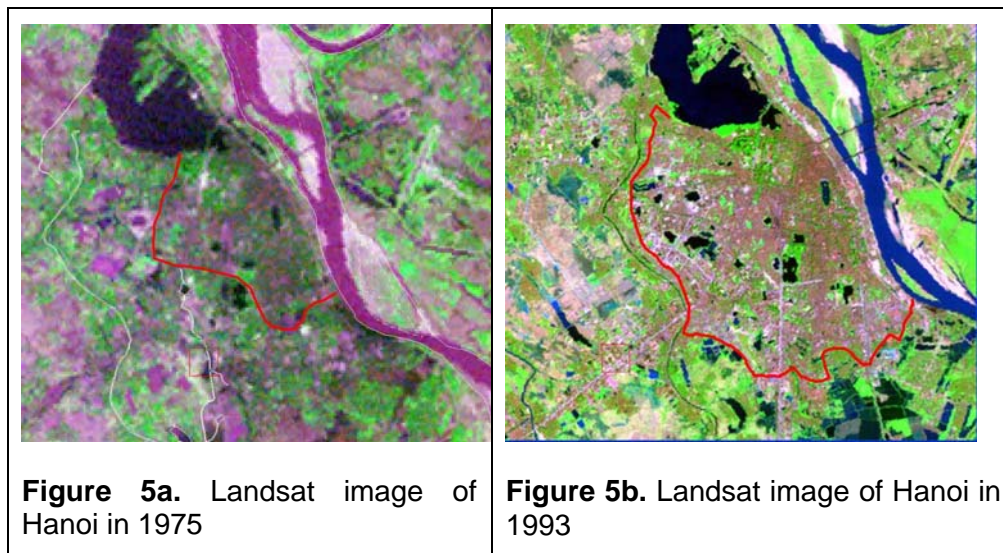 Figure 5a. Landsat image of
Hanoi in 1975
Figure 5b. Landsat image of Hanoi in
1993